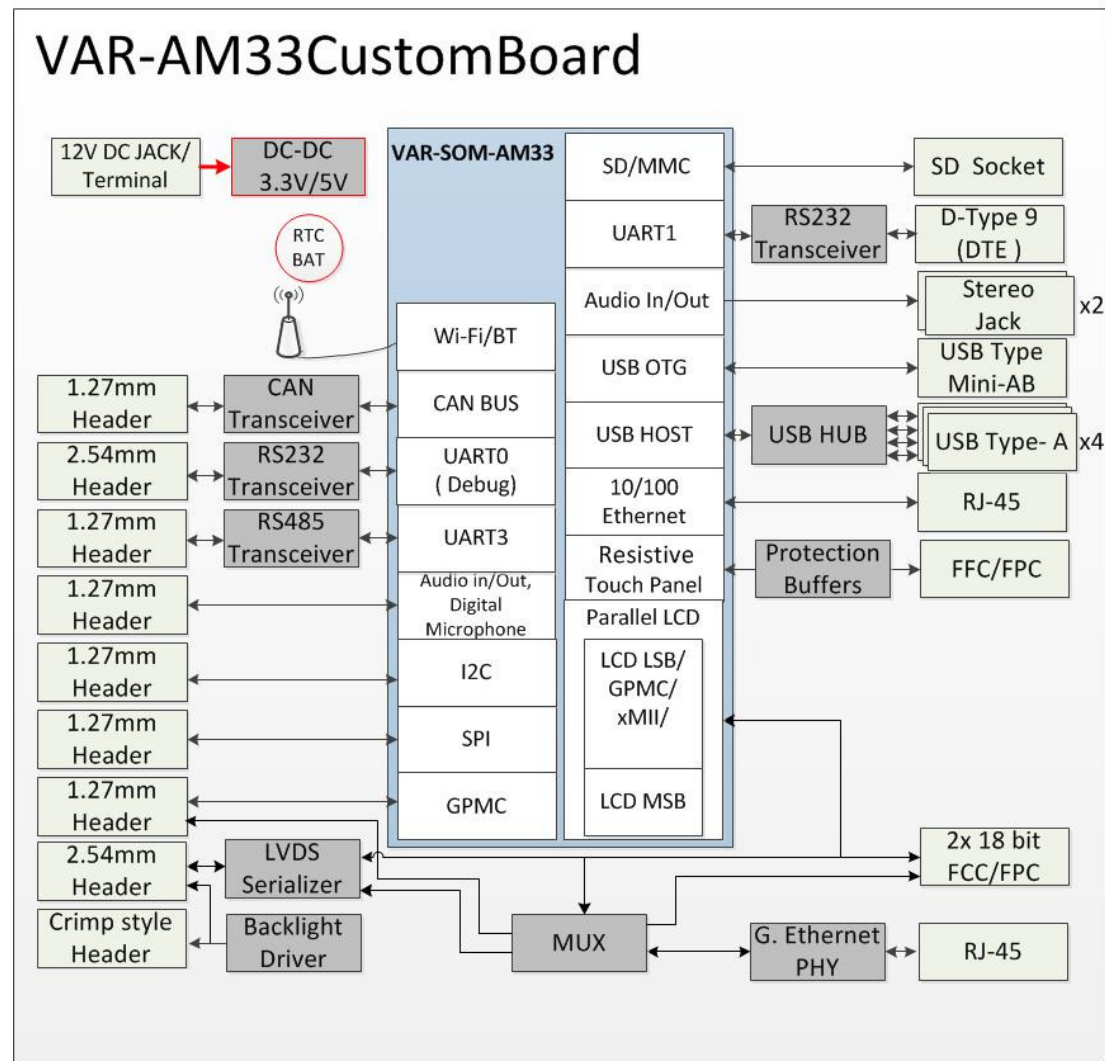 VAR-AM33CustomBoard
12V DC JACK/
Terminal
DC-DC
3.3V/5V
RTC
BAT
VAR-SOM-AM33
Wi-Fi/BT
CAN BUS
UART0
( Debug)
UART3
Audio in/Out,
Digital
Microphone
I2C
SPI
GPMC
SD/MMC
UART1
Audio In/Out
USB OTG
USB HOST
10/100
Ethernet
Resistive
Touch Panel
Parallel LCD
LCD LSB/
GPMC/
xMII/
LCD MSB
1.27mm
Header
CAN
Transceiver
2.54mm
Header
RS232
Transceiver
1.27mm
Header
RS485
Transceiver
1.27mm
Header
1.27mm
Header
1.27mm
Header
1.27mm
Header
2.54mm
Header
LVDS
Serializer
Crimp style
Header
Backlight
Driver
SD Socket
RS232
Transceiver
D-Type 9
(DTE )
Stereo
Jack
x2
USB Type
Mini-AB
USB HUB
USB Type- A
x4
RJ-45
Protection
Buffers
FFC/FPC
2x 18 bit
FCC/FPC
MUX
G. Ethernet
PHY
RJ-45